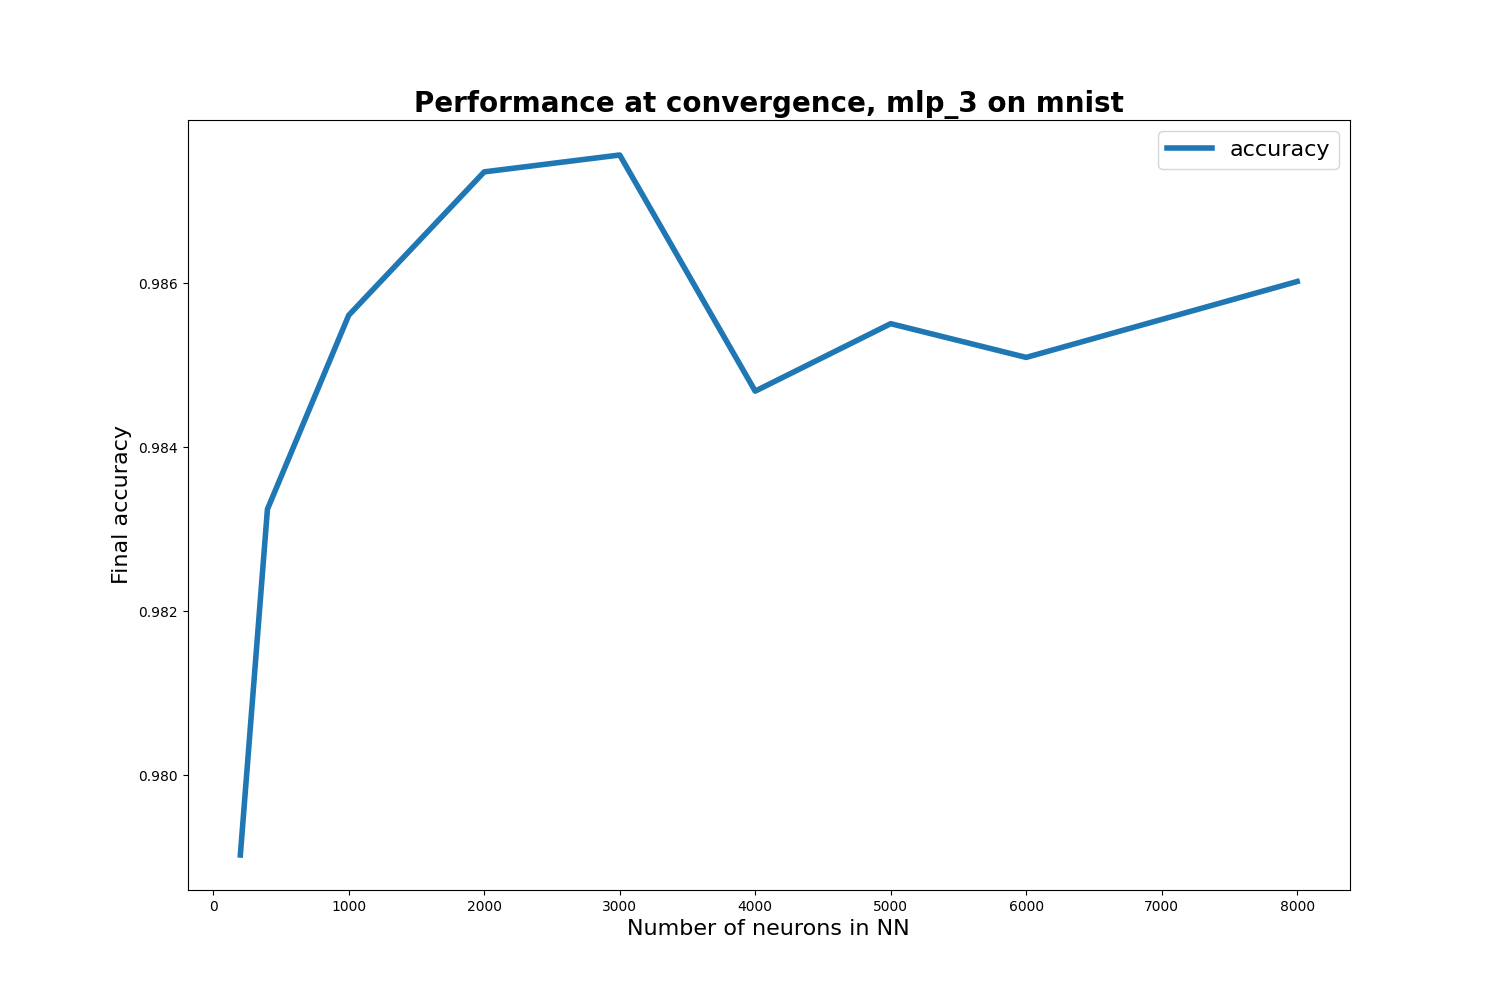 Performance at convergence, mlp_3 on mnist
accuracy
Final accuracy
0.986
0.984
0.982
0.980
0 1000 2000 3000 4000 5000 6000 7000 8000
Number of neurons in NN